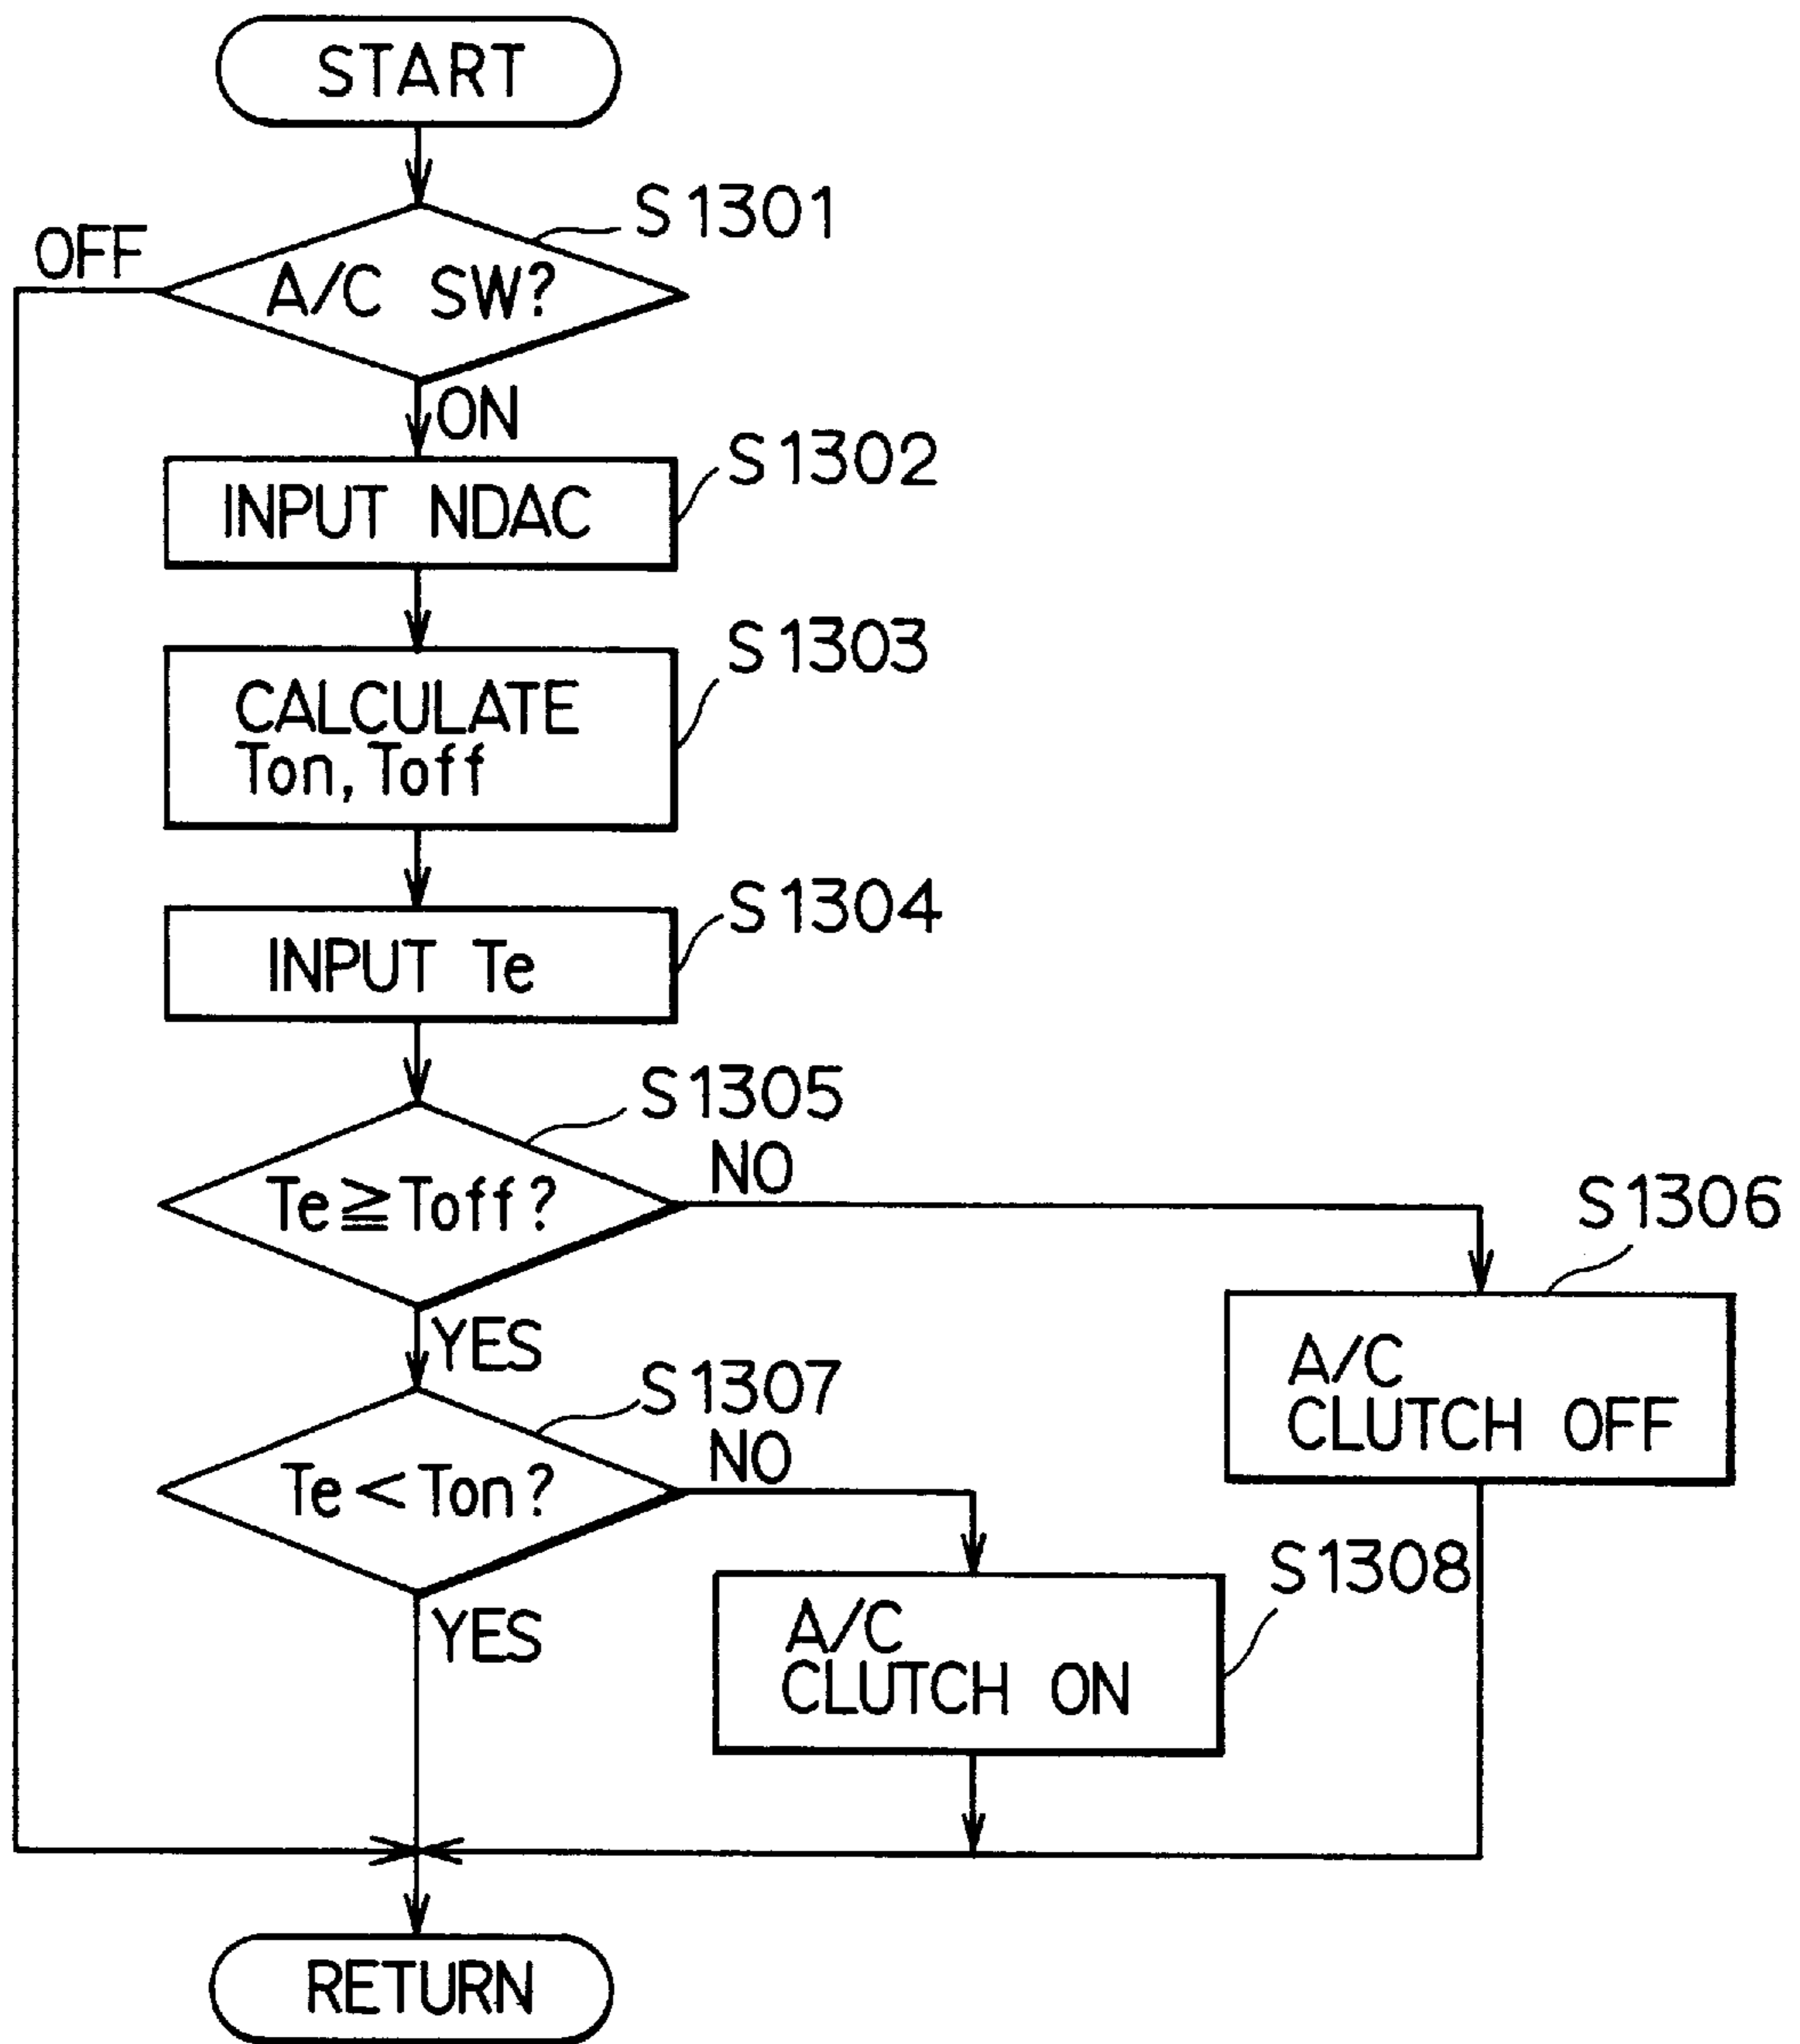 START
S1301
OFF
A/C SW?
ON
S1302
INPUT NDAC
S1303
CALCULATE
Ton, Toff
S1304
INPUT Te
S1305
NO
Te≧Toff?
S1306
YES
A/C
CLUTCH OFF
S1307
NO
Te<Ton?
S1308
YES
A/C
CLUTCH ON
RETURN